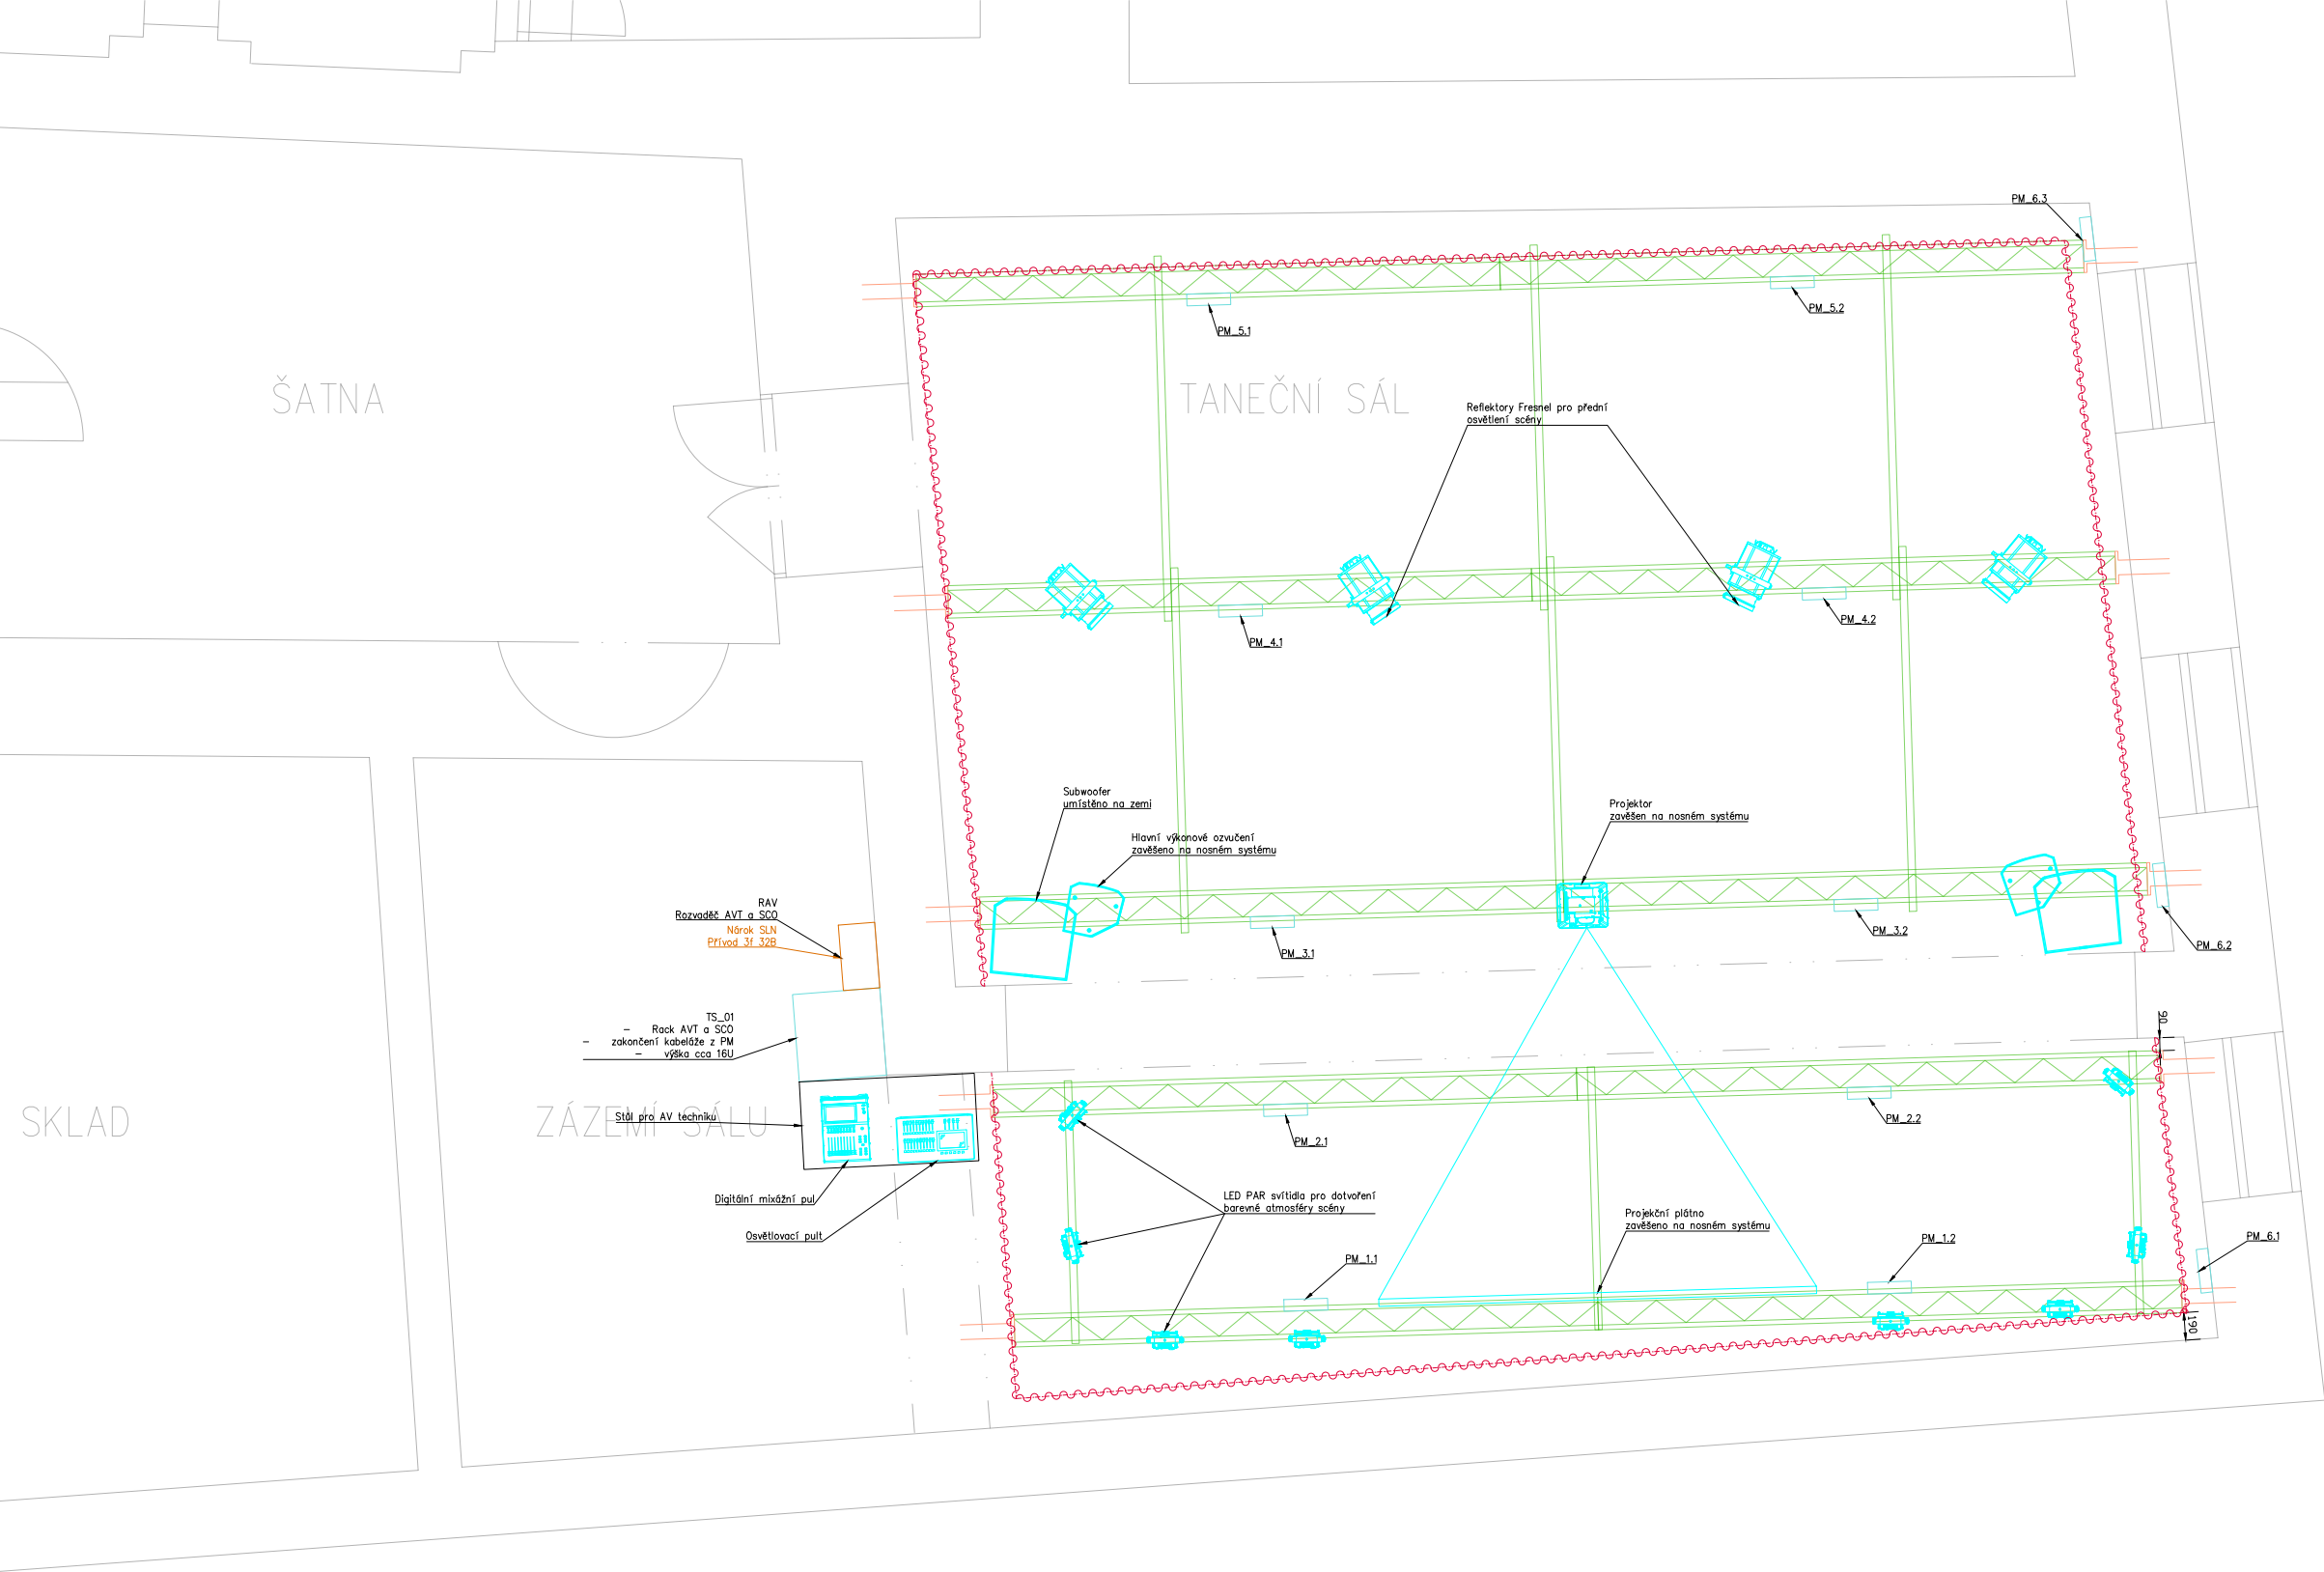 PM_6.3
PM_5.1
PM_5.2
ŠATNA
TANEČNÍ SÁL
Reflektory Fresnel pro přední
osvětlení scény
PM_4.1
PM_4.2
Subwoofer
umístěno na zemi
Hlavní výkonové ozvučení
zavěšeno na nosném systému
Projektor
zavěšen na nosném systému
RAV
Rozvaděč AVT a SCO
Nárok SLN
Přívod 3f 32B
PM_3.1
PM_3.2
PM_6.2
TS_01
– Rack AVT a SCO
– zakončení kabeláže z PM
– výška cca 16U
90
SKLAD
ZÁZEMÍ SÁLU
Stůl pro AV techniku
PM_2.1
PM_2.2
Digitální mixážní pul
Osvětlovací pult
LED PAR svítidla pro dotvoření
barevné atmosféry scény
Projekční plátno
zavěšeno na nosném systému
PM_1.1
PM_1.2
PM_6.1
190